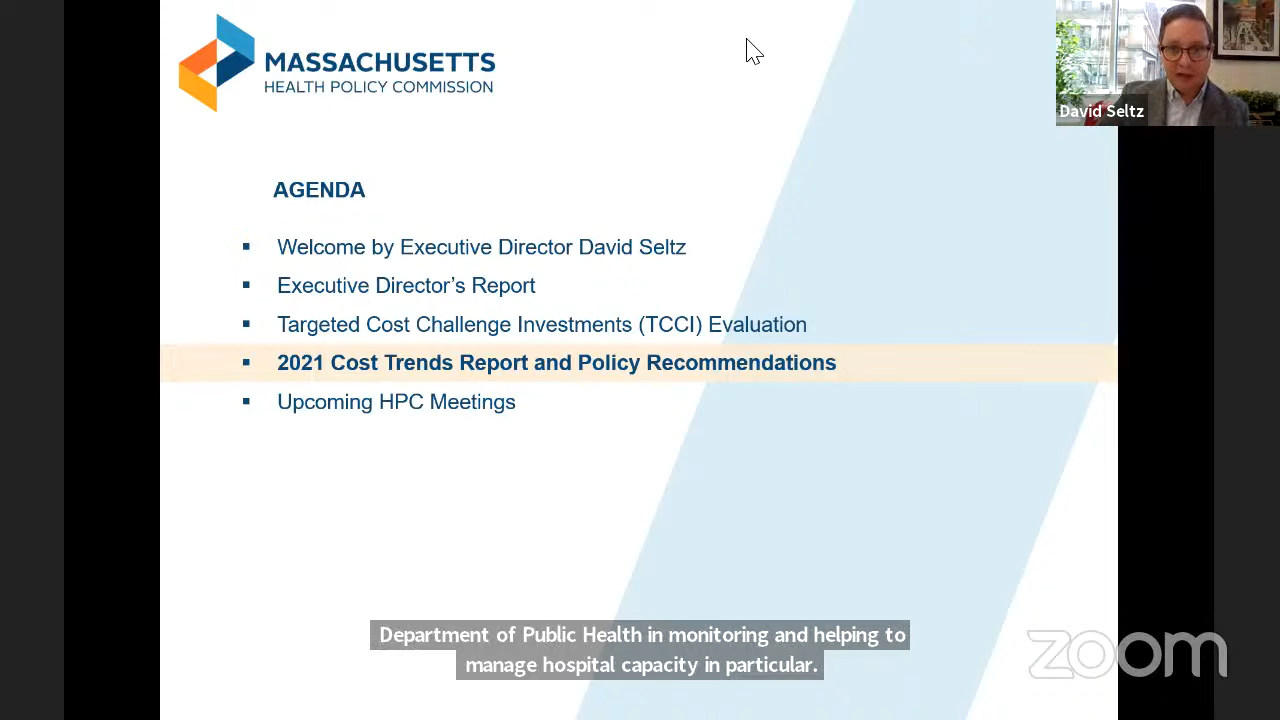 MASSACHUSETTS
HEALTH POLICY COMMISSION
David Seltz
AGENDA
▪ Welcome by Executive Director David Seltz
▪ Executive Director’s Report
▪ Targeted Cost Challenge Investments (TCCI) Evaluation
▪ 2021 Cost Trends Report and Policy Recommendations
▪ Upcoming HPC Meetings
Department of Public Health in monitoring and helping to
manage hospital capacity in particular.
zoom